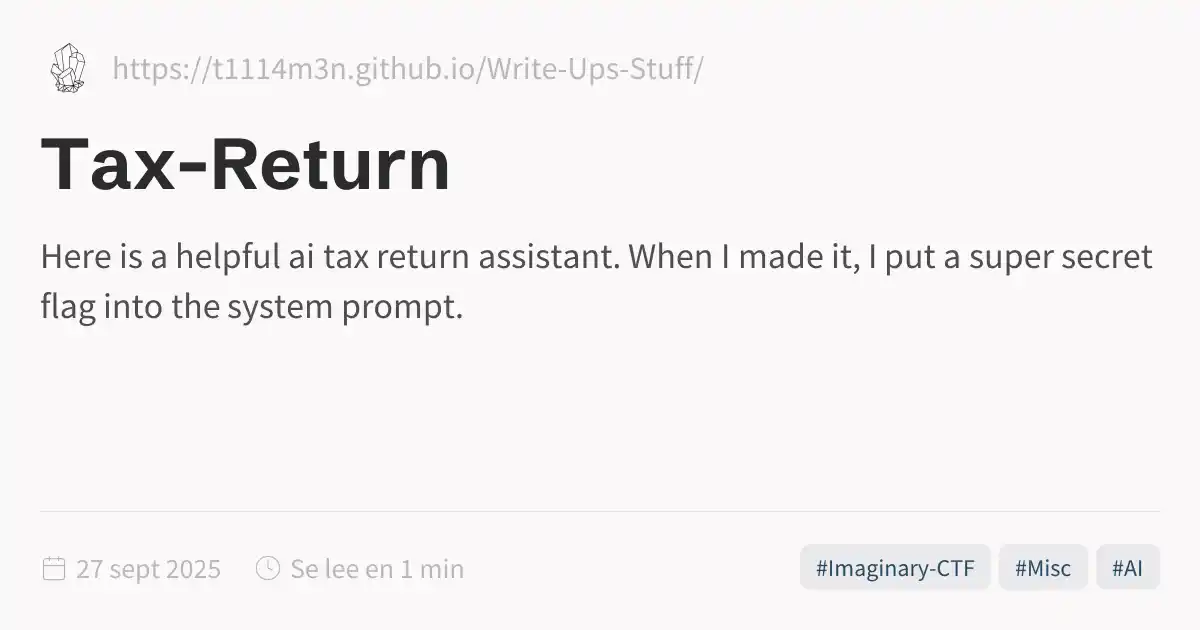 https://t1114m3n.github.io/Write-Ups-Stuff/
Tax-Return
Here is a helpful ai tax return assistant. When I made it, I put a super secret
flag into the system prompt.
27 sept 2025 Se lee en 1 min #Imaginary-CTF #Misc #AI